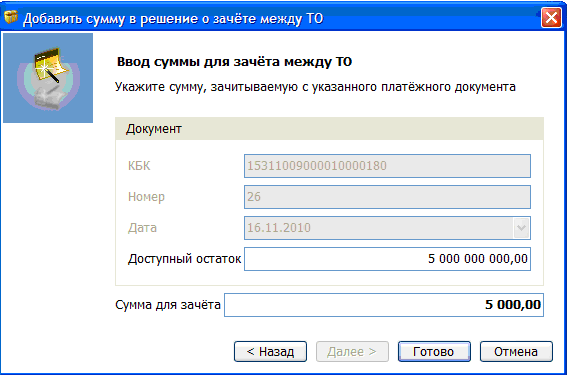 Добавить сумму в решение о зачёте между ТО
Ввод суммы для зачёта между ТО
Укажите сумму, зачитываемую с указанного платёжного документа
Документ
КБК 15311009000010000180
Номер 26
Дата 16.11.2010
Доступный остаток 5 000 000 000,00
Сумма для зачёта 5 000,00
< Назад Далее > Готово Отмена